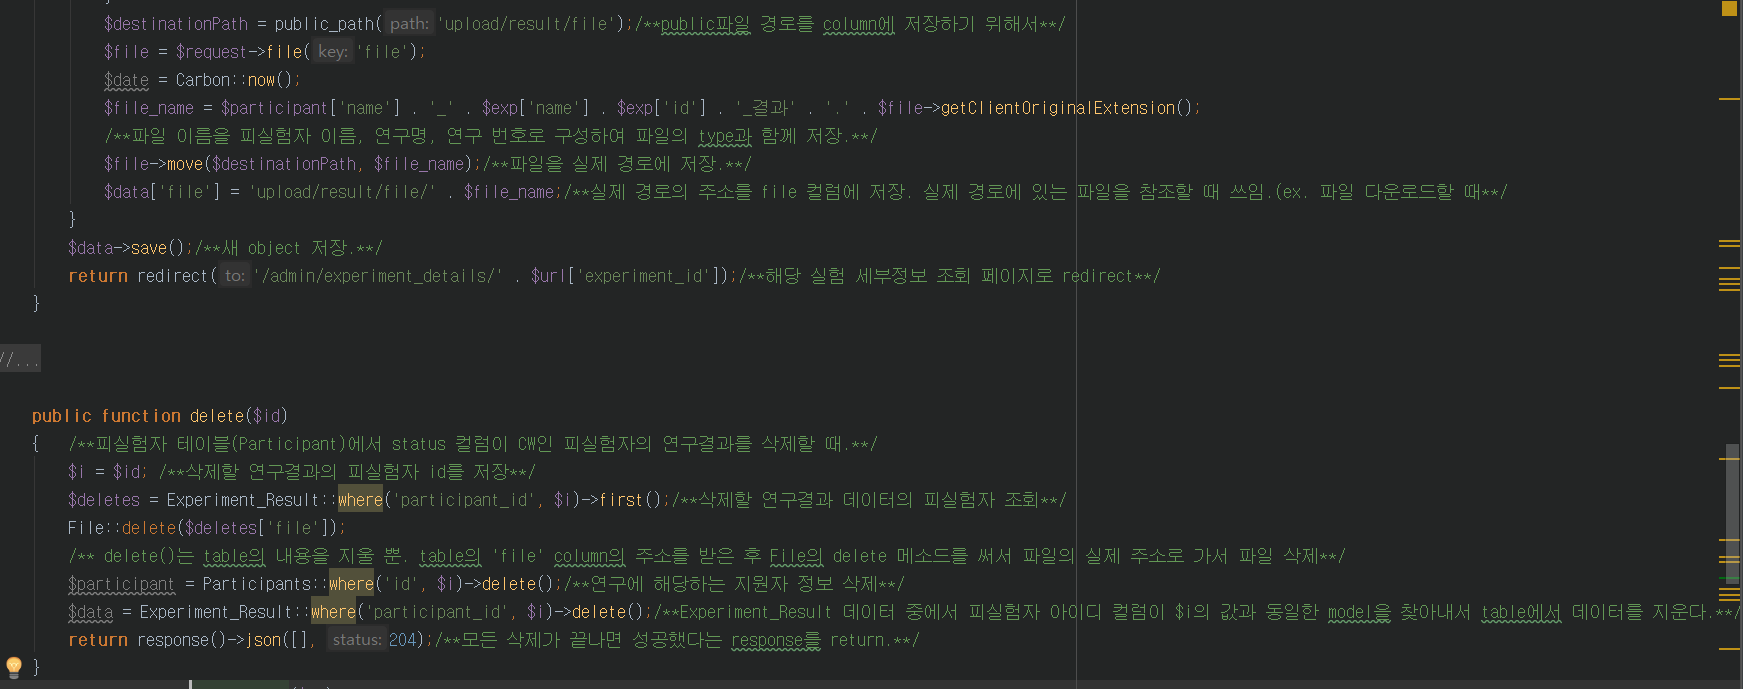 }
$destinationPath = public_path( path: 'upload/result/file');/**public파일 경로를 column에 저장하기 위해서**/
$file = $request->file( key: 'file');
$date = Carbon::now();
$file_name = $participant['name'] . '_' . $exp['name'] . $exp['id'] . '_결과' . '.' . $file->getClientOriginalExtension();
/**파일 이름을 피실험자 이름, 연구명, 연구 번호로 구성하여 파일의 type과 함께 저장.**/
$file->move($destinationPath, $file_name);/**파일을 실제 경로에 저장.**/
$data['file'] = 'upload/result/file/' . $file_name;/**실제 경로의 주소를 file 컬럼에 저장. 실제 경로에 있는 파일을 참조할 때 쓰임.(ex. 파일 다운로드할 때**/
}
$data->save();/**새 object 저장.**/
return redirect( to: '/admin/experiment_details/' . $url['experiment_id']);/**해당 실험 세부정보 조회 페이지로 redirect**/
}
//...
public function delete($id)
{ /**피실험자 테이블(Participant)에서 status 컬럼이 CW인 피실험자의 연구결과를 삭제할 때.**/
$i = $id; /**삭제할 연구결과의 피실험자 id를 저장**/
$deletes = Experiment_Result::where('participant_id', $i)->first();/**삭제할 연구결과 데이터의 피실험자 조회**/
File::delete($deletes['file']);
/** delete()는 table의 내용을 지울 뿐. table의 'file' column의 주소를 받은 후 File의 delete 메소드를 써서 파일의 실제 주소로 가서 파일 삭제**/
$participant = Participants::where('id', $i)->delete();/**연구에 해당하는 지원자 정보 삭제**/
$data = Experiment_Result::where('participant_id', $i)->delete();/**Experiment_Result 데이터 중에서 피실험자 아이디 컬럼이 $i의 값과 동일한 model을 찾아내서 table에서 데이터를 지운다.**/
return response()->json([], status: 204);/**모든 삭제가 끝나면 성공했다는 response를 return.**/
}